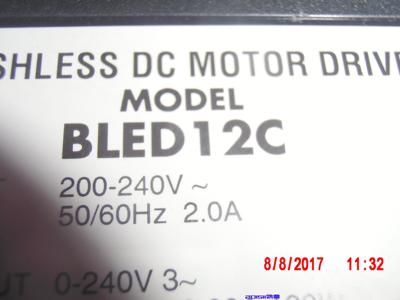 SHLESS DC MOTOR DRIVE
MODEL
BLED12C
200-240V ~
50/60Hz 2.0A
UT 0-240V 3~
8/8/2017 11:32